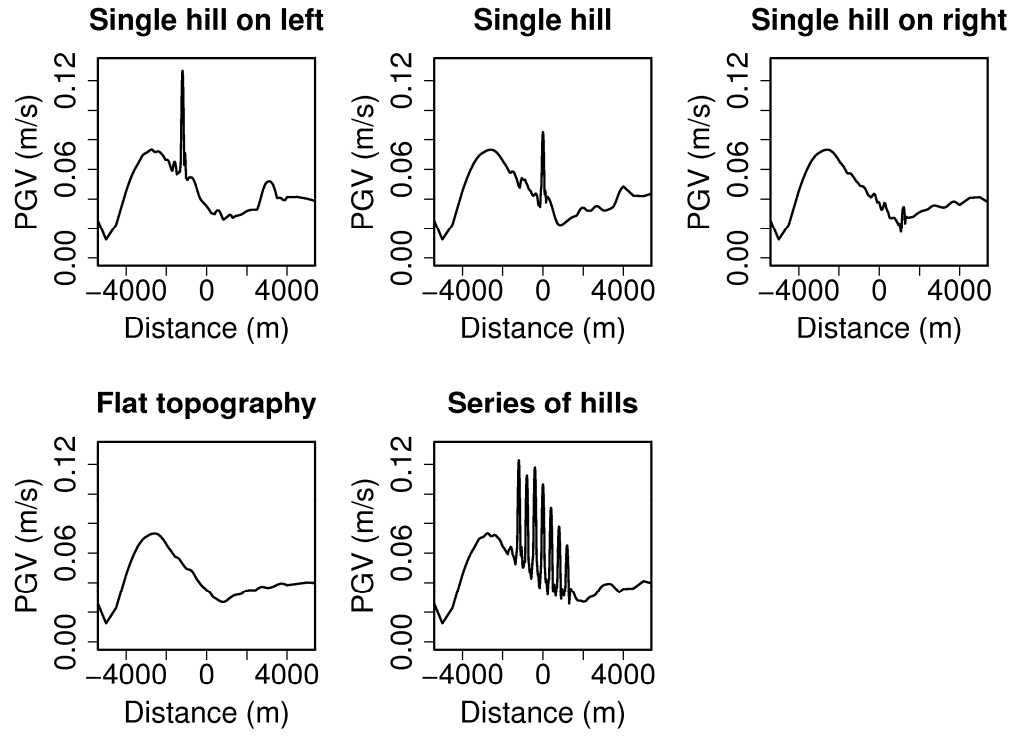 Single hill on left
PGV (m/s)
0.00 0.06 0.12
−4000 0 4000
Distance (m)
Single hill
PGV (m/s)
0.00 0.06 0.12
−4000 0 4000
Distance (m)
Single hill on right
PGV (m/s)
0.00 0.06 0.12
−4000 0 4000
Distance (m)
Flat topography
PGV (m/s)
0.00 0.06 0.12
−4000 0 4000
Distance (m)
Series of hills
PGV (m/s)
0.00 0.06 0.12
−4000 0 4000
Distance (m)